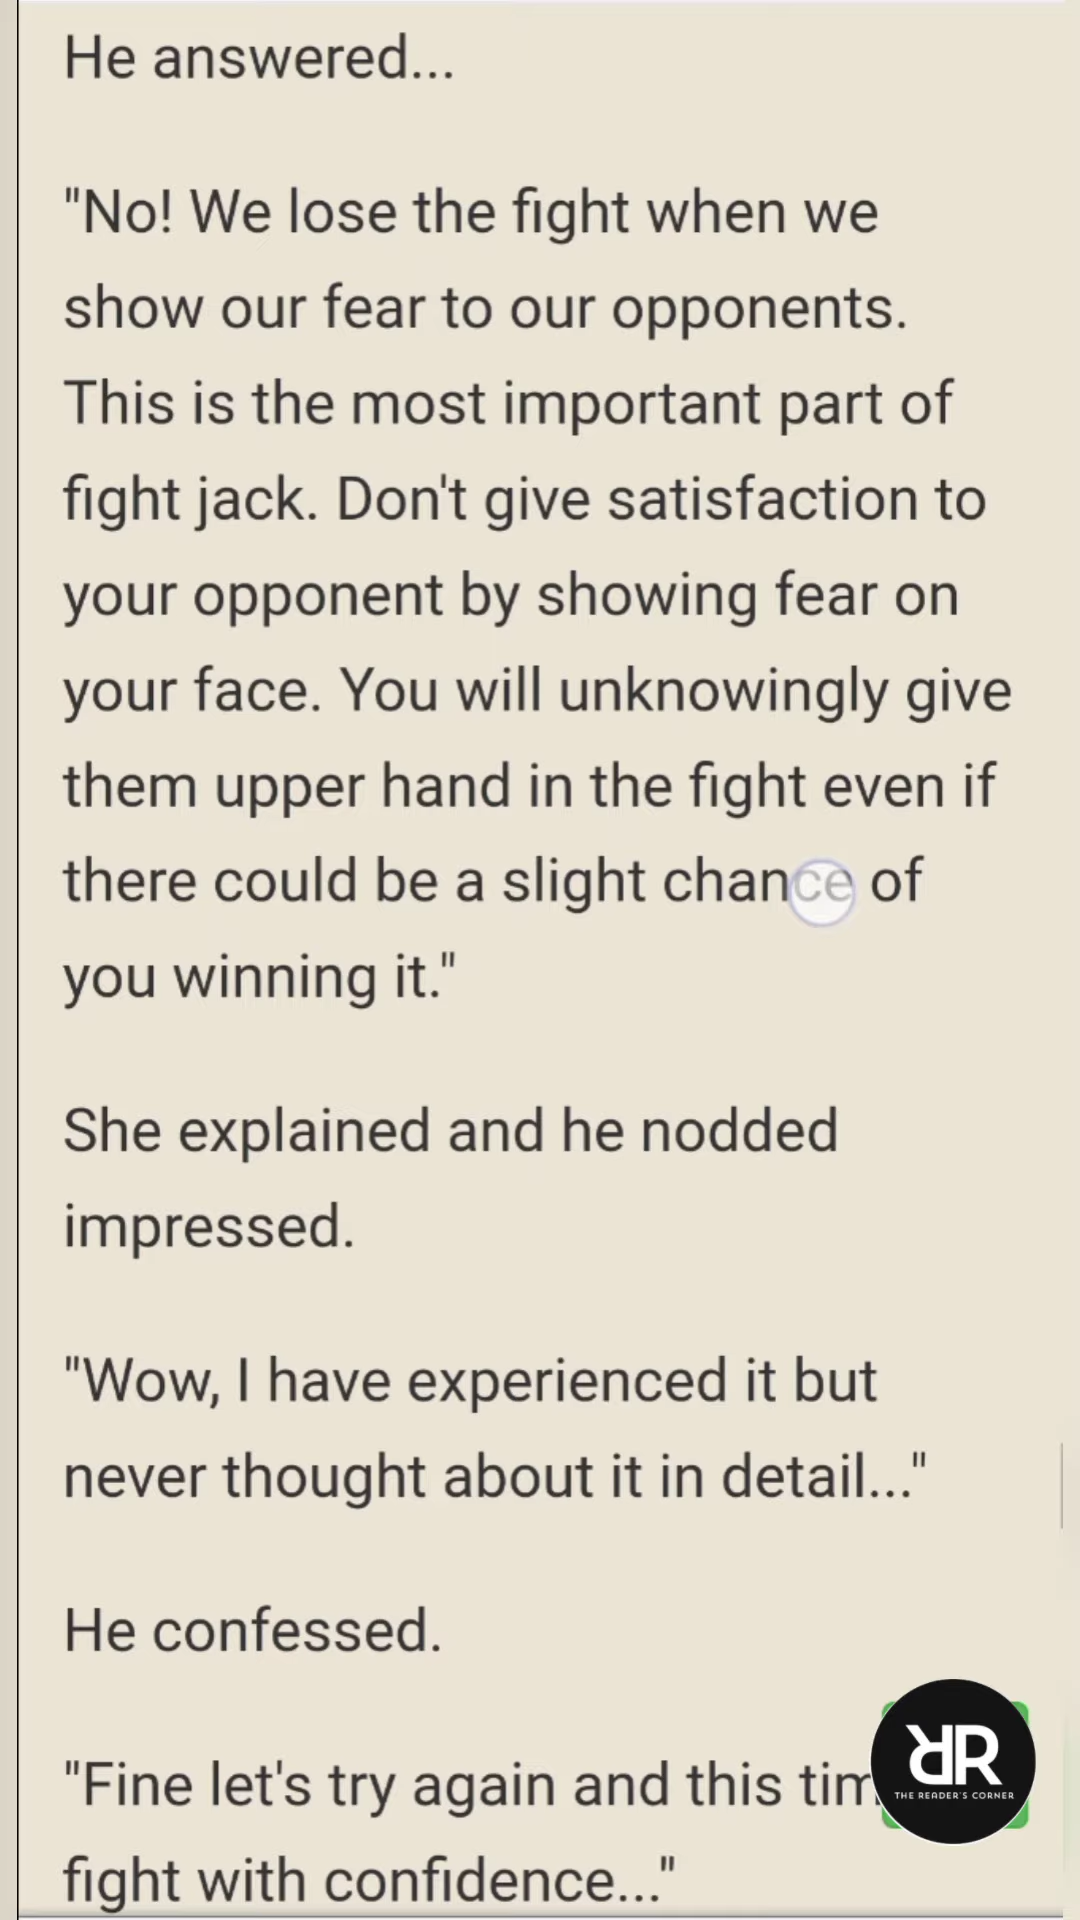 He answered...
"No! We lose the fight when we
show our fear to our opponents.
This is the most important part of
fight jack. Don't give satisfaction to
your opponent by showing fear on
your face. You will unknowingly give
them upper hand in the fight even if
there could be a slight chance of
you winning it."
She explained and he nodded
impressed.
"Wow, I have experienced it but
never thought about it in detail..."
He confessed.
"Fine let's try again and this
fight with confidence..."
RR
THE READER'S CORNER